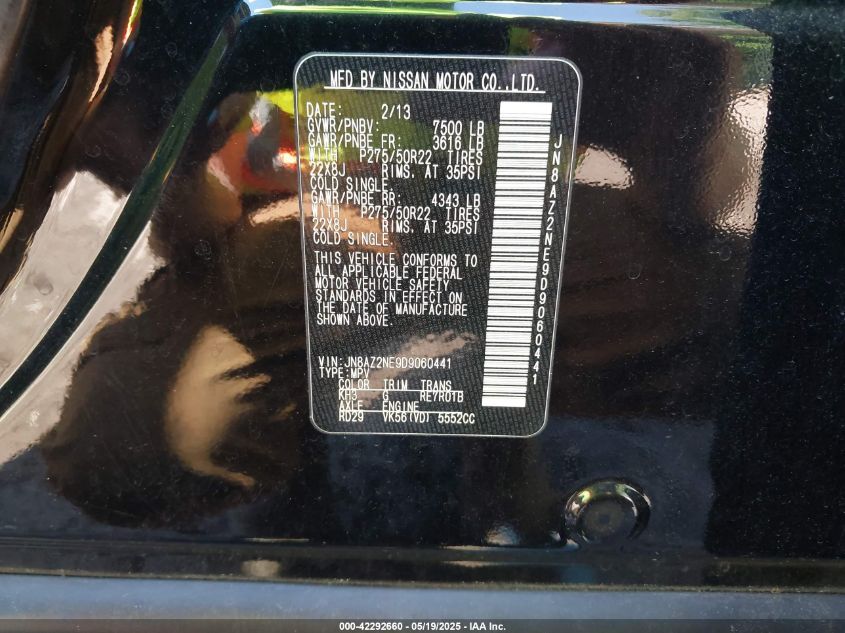 MFD BY NISSAN MOTOR CO.,LTD.
DATE: 2/13
GVWR/PNBV: 7500 LB
GAWR/PNBE FR: 3616 LB
WITH P275/50R22 TIRES
22X8J RIMS. AT 35PSI
COLD SINGLE.
GAWR/PNBE RR: 4343 LB
WITH P275/50R22 TIRES
22X8J RIMS. AT 35PSI
COLD SINGLE.
THIS VEHICLE CONFORMS TO
ALL APPLICABLE FEDERAL
MOTOR VEHICLE SAFETY
STANDARDS IN EFFECT ON
THE DATE OF MANUFACTURE
SHOWN ABOVE.
VIN:JN8AZ2NE9D9060441
TYPE:MPV
COLOR TRIM TRANS
KH3 G RE7R01B
AXLE ENGINE
RD29 VK56(VD) 5552CC
JN8AZ2NE9D9060441
000-42292660 - 05/19/2025 - IAA Inc.